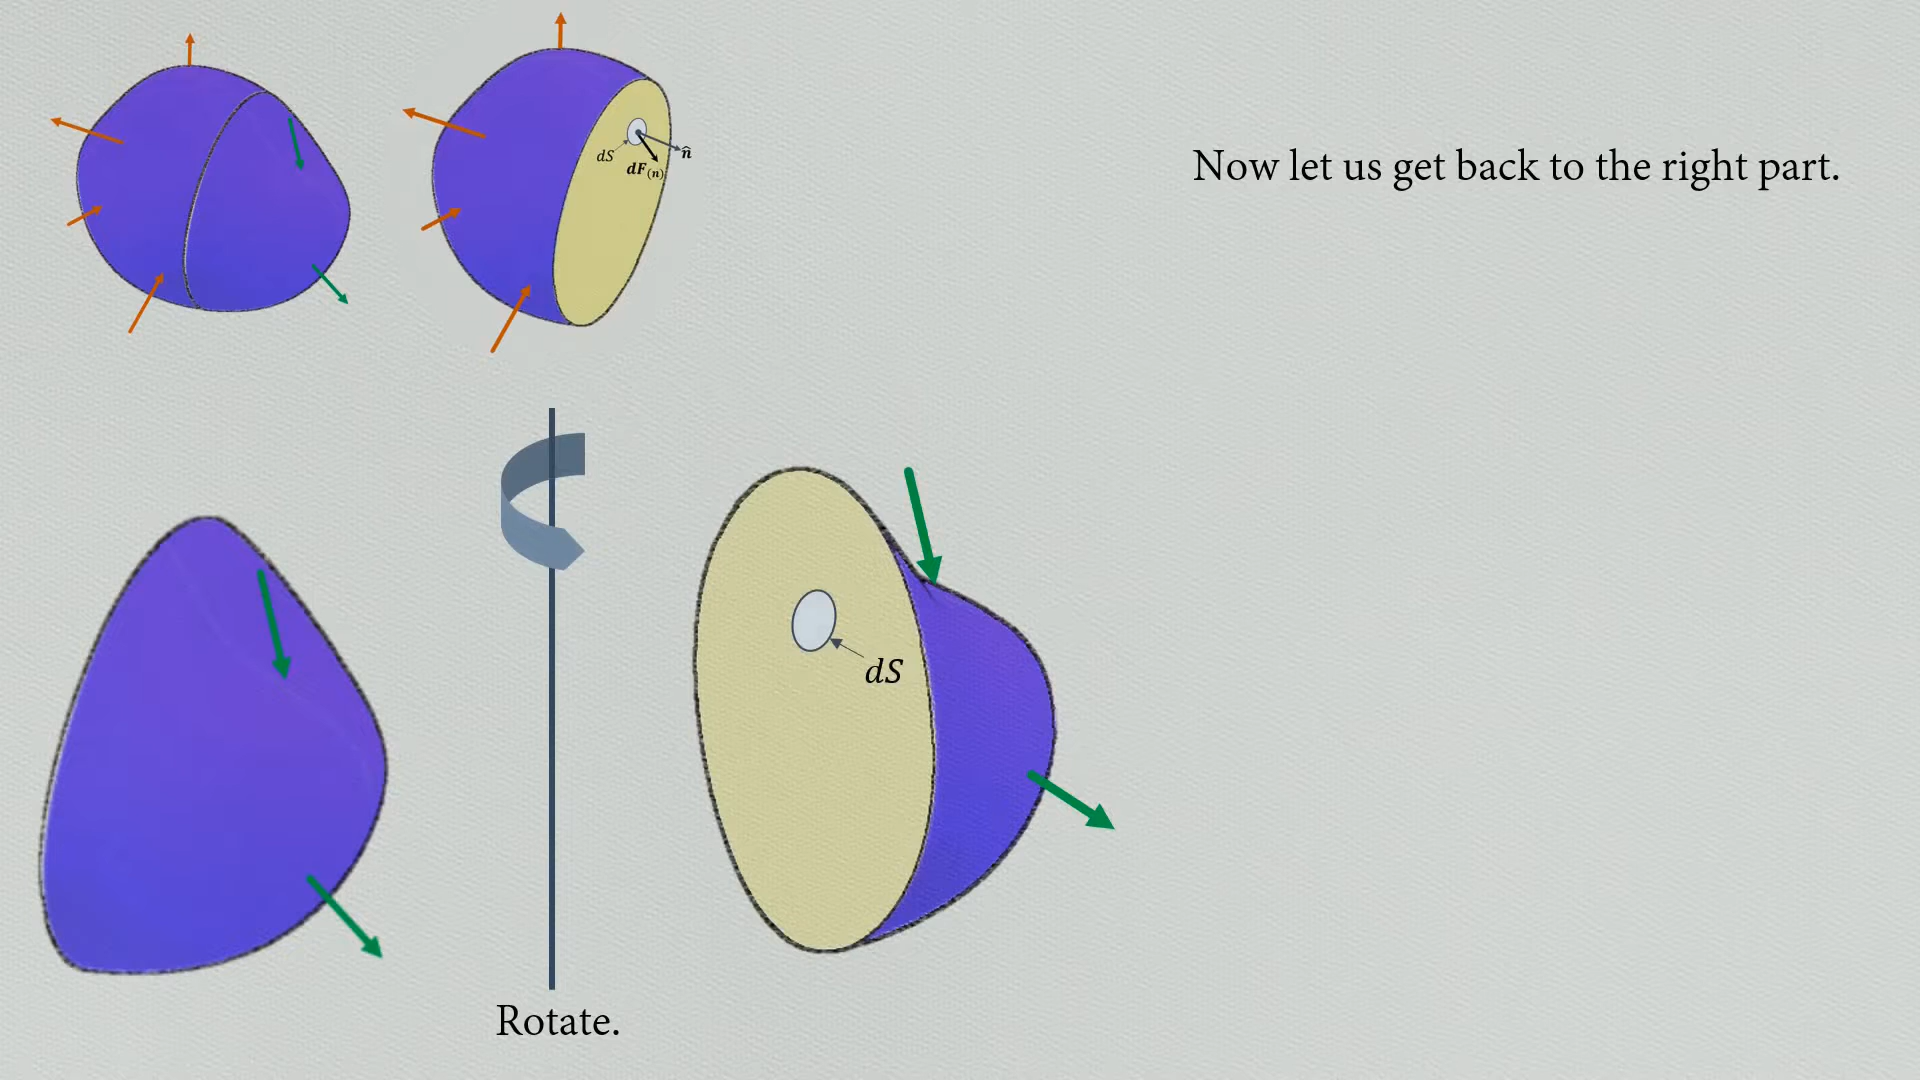 n̂
dS
dF(n)
Now let us get back to the right part.
dS
Rotate.